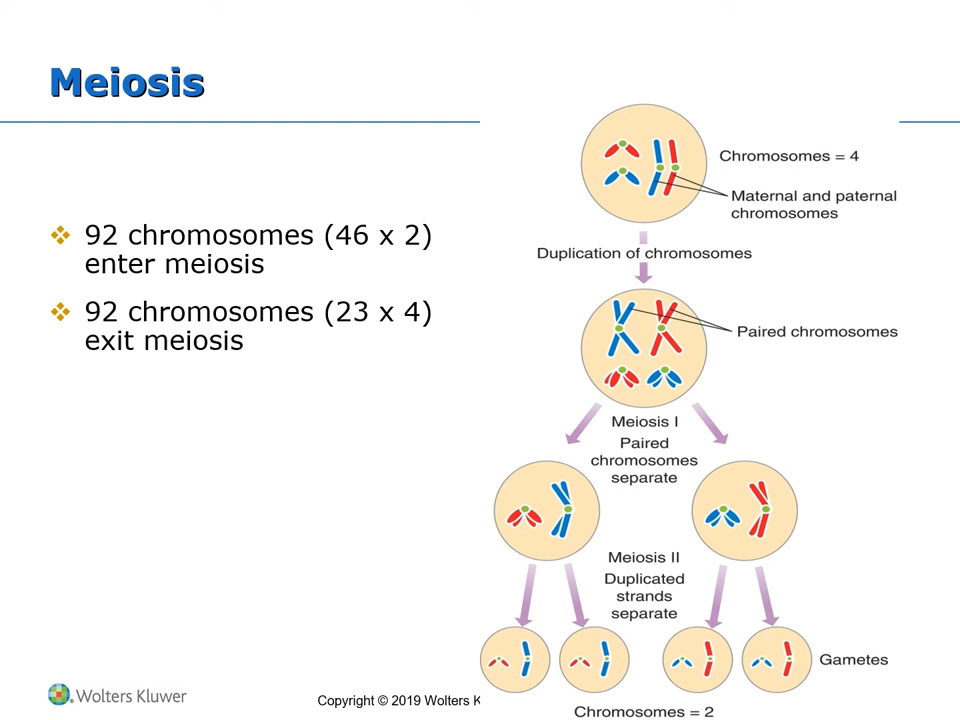 Meiosis
92 chromosomes (46 x 2)
enter meiosis
92 chromosomes (23 x 4)
exit meiosis
Chromosomes = 4
Maternal and paternal
chromosomes
Duplication of chromosomes
Paired chromosomes
Meiosis I
Paired
chromosomes
separate
Meiosis II
Duplicated
strands
separate
Gametes
Chromosomes = 2
Wolters Kluwer
Copyright © 2019 Wolters K